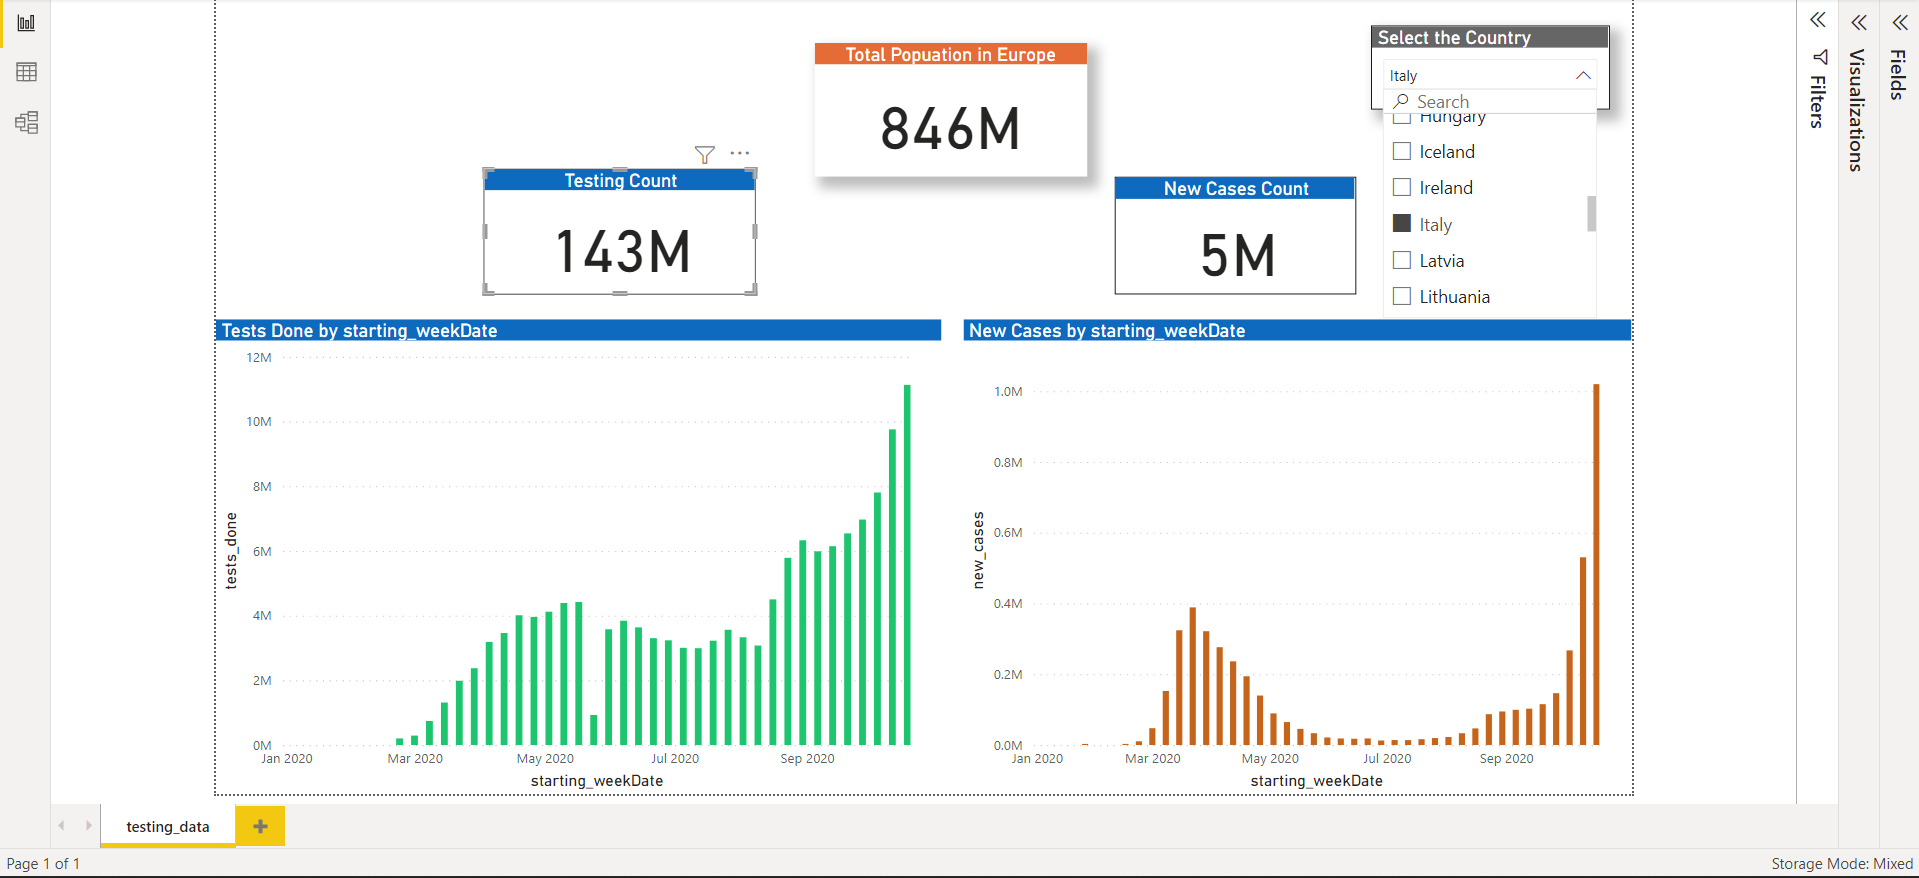 Total Popuation in Europe
846M
Select the Country
Italy
Search
Hungary
Iceland
Ireland
Italy
Latvia
Lithuania
Testing Count
143M
New Cases Count
5M
Tests Done by starting_weekDate
12M
10M
8M
6M
4M
2M
0M
tests_done
Jan 2020
Mar 2020
May 2020
Jul 2020
Sep 2020
starting_weekDate
New Cases by starting_weekDate
1.0M
0.8M
0.6M
0.4M
0.2M
0.0M
new_cases
Jan 2020
Mar 2020
May 2020
Jul 2020
Sep 2020
starting_weekDate
Filters
Visualizations
Fields
testing_data
Page 1 of 1
Storage Mode: Mixed